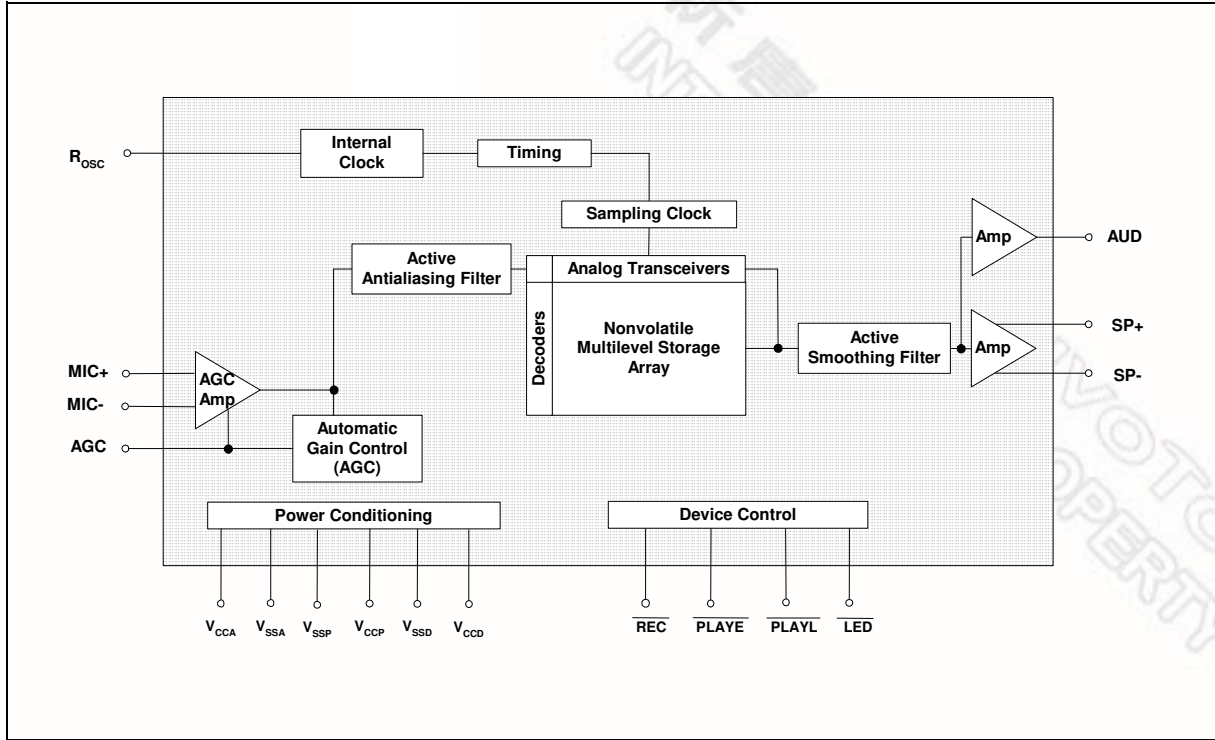 新唐
R_OSC
Internal
Clock
Timing
Sampling Clock
Active
Antialiasing Filter
Analog Transceivers
Decoders
Nonvolatile
Multilevel Storage
Array
Active
Smoothing Filter
Amp
AUD
Amp
SP+
SP-
MIC+
MIC-
AGC
AGC
Amp
Automatic
Gain Control
(AGC)
Power Conditioning
Device Control
V_CCA
V_SSA
V_SSP
V_CCP
V_SSD
V_CCD
REC
PLAYE
PLAYL
LED